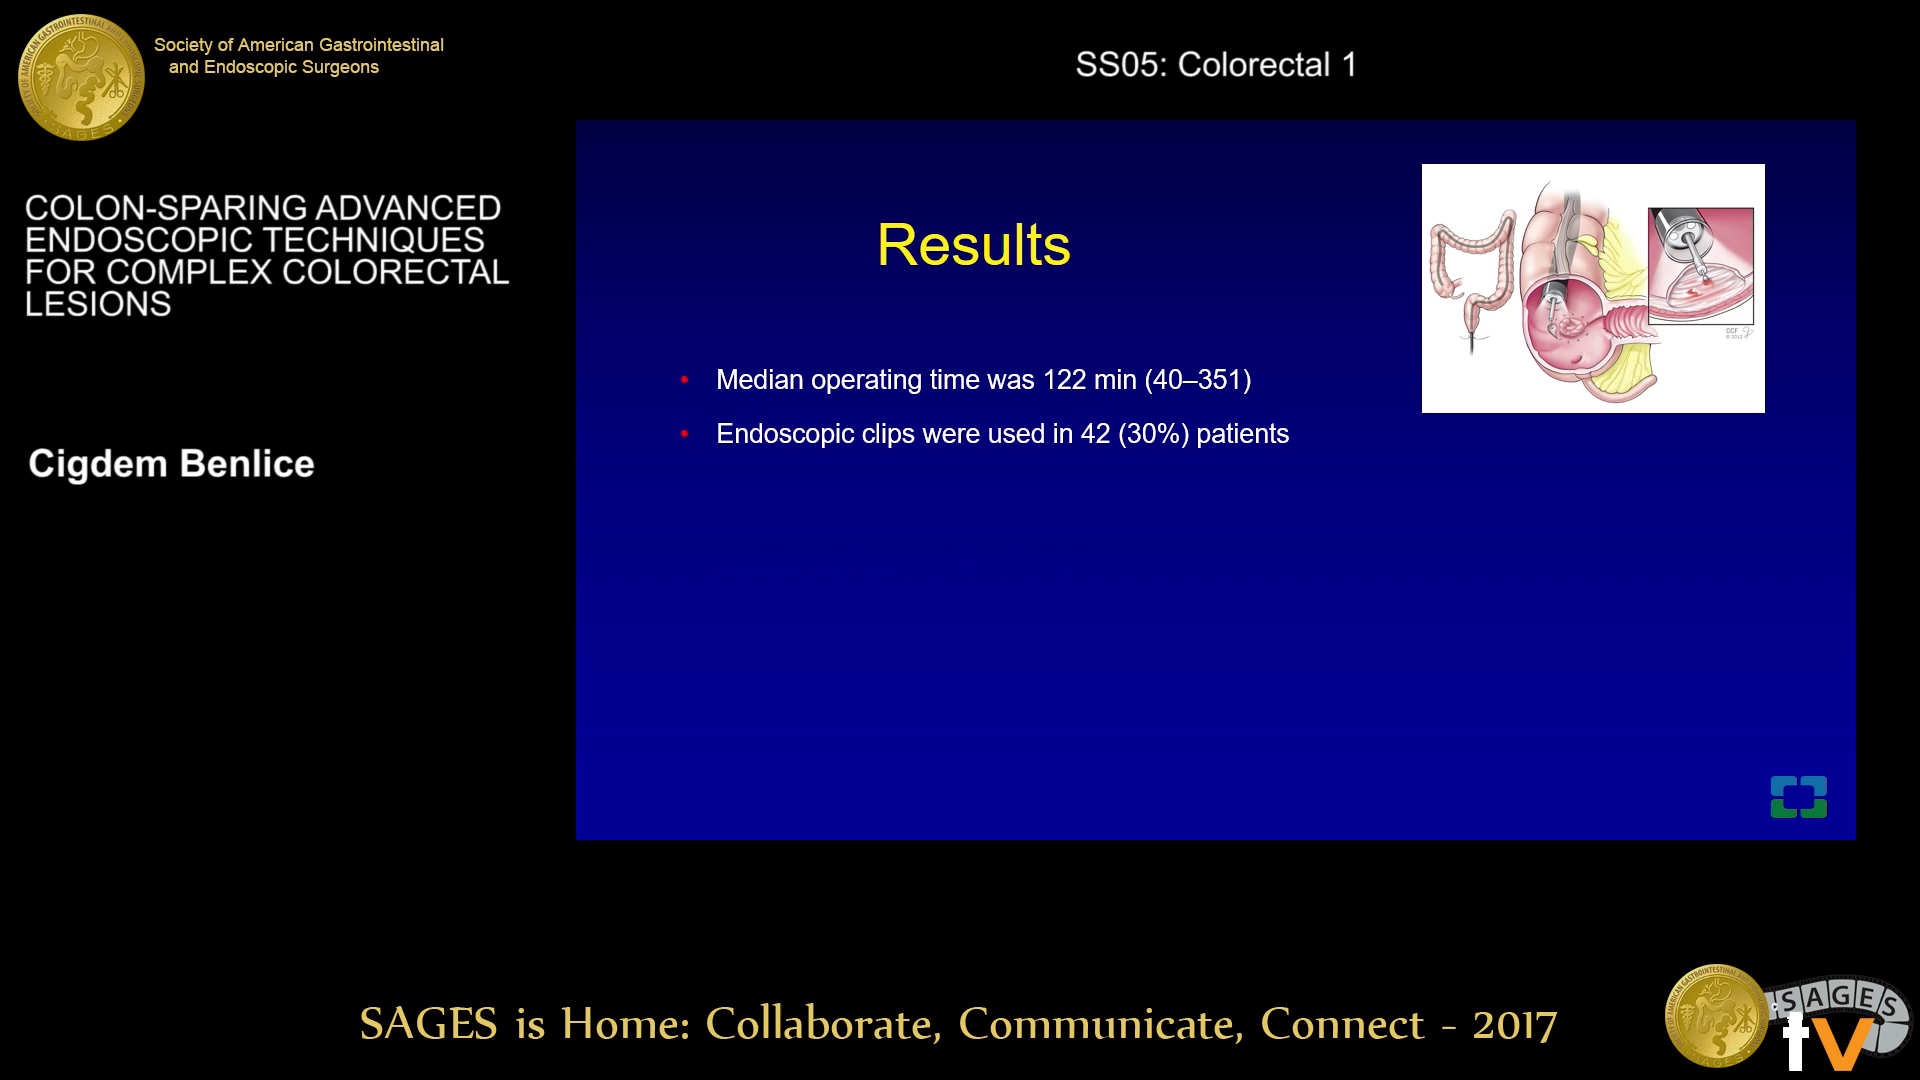 Society of American Gastrointestinal
and Endoscopic Surgeons
SS05: Colorectal 1
COLON-SPARING ADVANCED
ENDOSCOPIC TECHNIQUES
FOR COMPLEX COLORECTAL
LESIONS
Cigdem Benlice
Results
• Median operating time was 122 min (40–351)
• Endoscopic clips were used in 42 (30%) patients
CCF
© 2012
SAGES is Home: Collaborate, Communicate, Connect - 2017
SAGES
tv